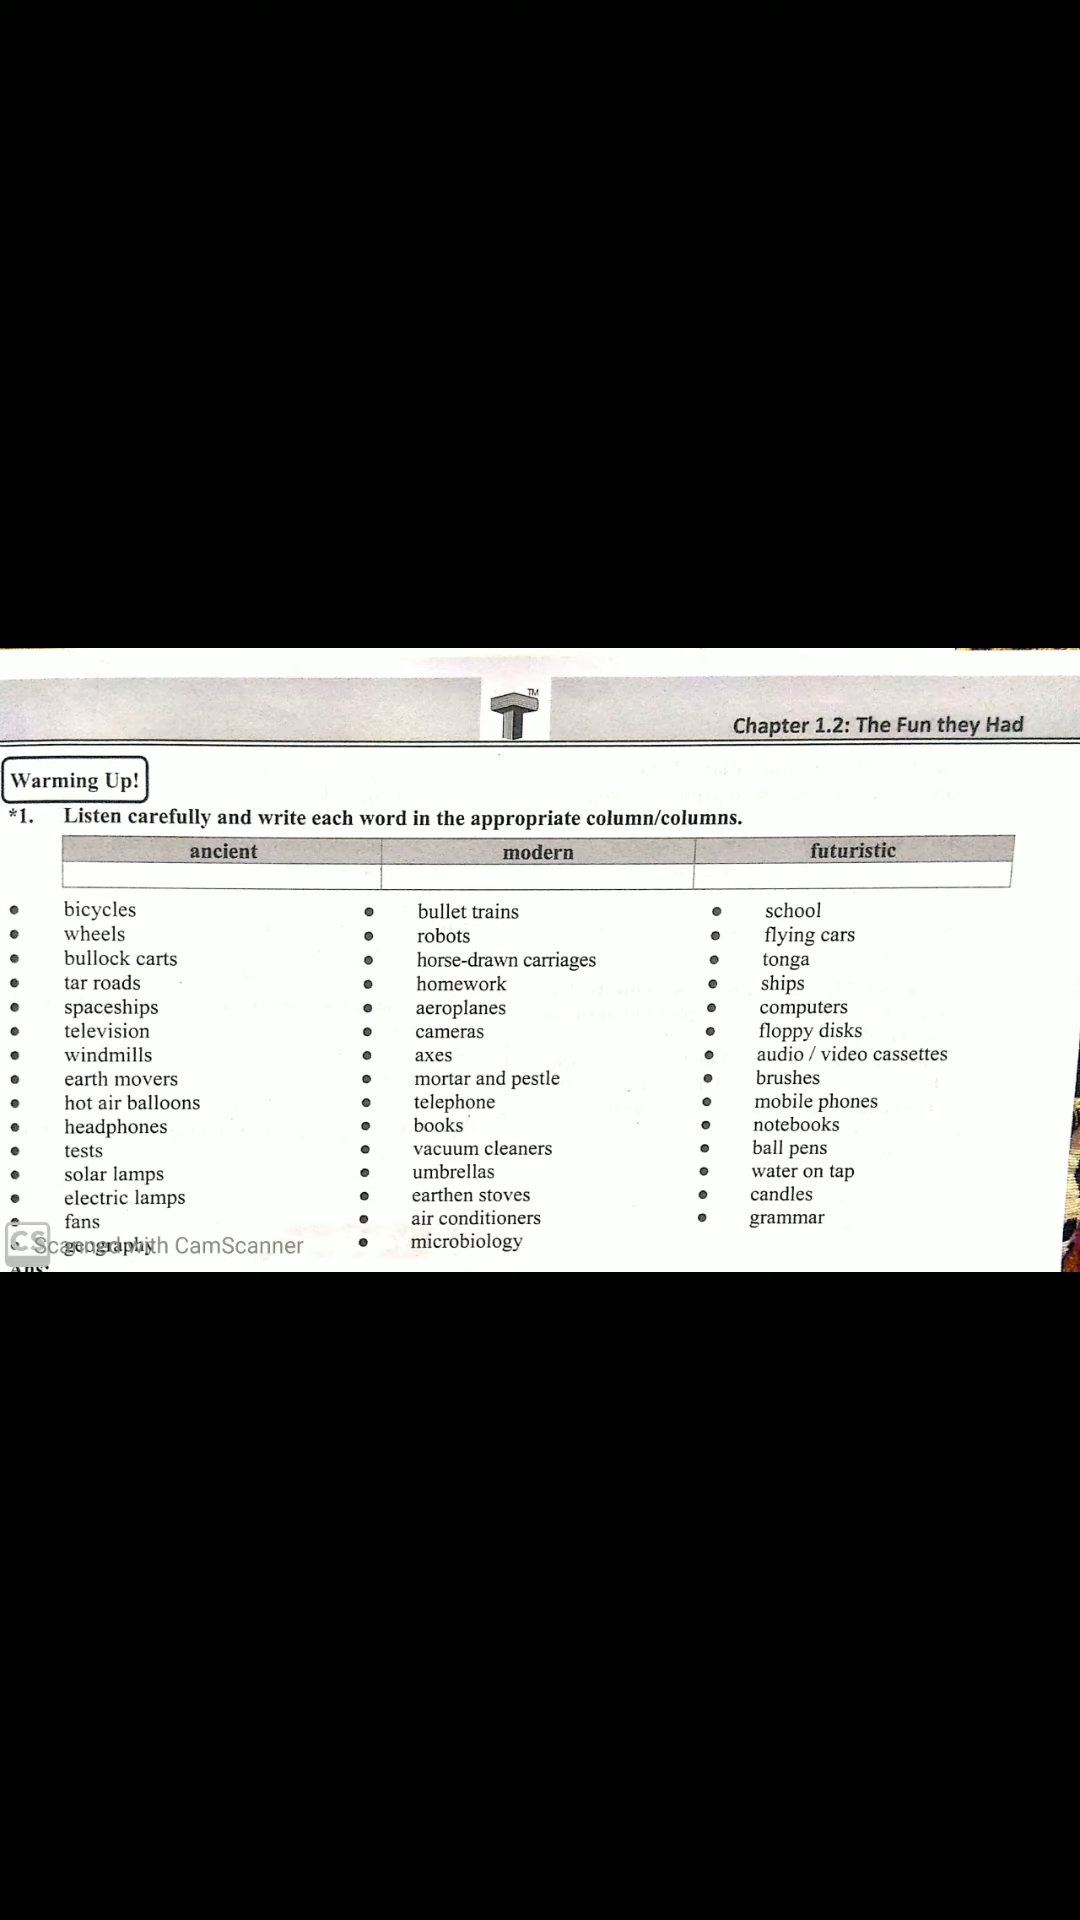 TM
Chapter 1.2: The Fun they Had
Warming Up!
*1. Listen carefully and write each word in the appropriate column/columns.
ancient modern futuristic
• bicycles • bullet trains • school
• wheels • robots • flying cars
• bullock carts • horse-drawn carriages • tonga
• tar roads • homework • ships
• spaceships • aeroplanes • computers
• television • cameras • floppy disks
• windmills • axes • audio / video cassettes
• earth movers • mortar and pestle • brushes
• hot air balloons • telephone • mobile phones
• headphones • books • notebooks
• tests • vacuum cleaners • ball pens
• solar lamps • umbrellas • water on tap
• electric lamps • earthen stoves • candles
• fans • air conditioners • grammar
• geography • microbiology
CS Scanned with CamScanner
Ans: